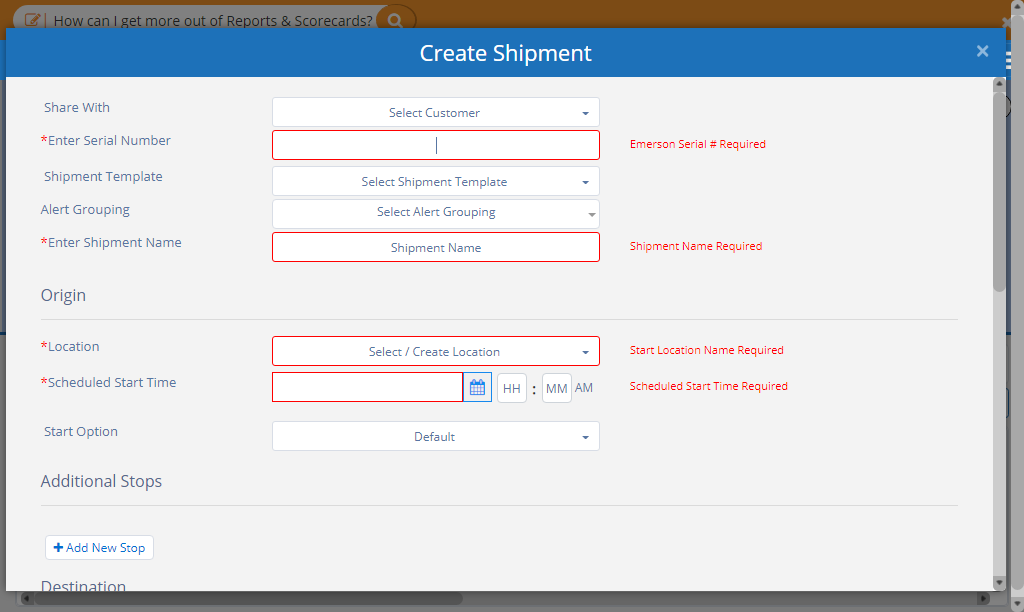 How can I get more out of Reports & Scorecards?
Create Shipment ×
Share With Select Customer
*Enter Serial Number Emerson Serial # Required
Shipment Template Select Shipment Template
Alert Grouping Select Alert Grouping
*Enter Shipment Name Shipment Name Shipment Name Required
Origin
*Location Select / Create Location Start Location Name Required
*Scheduled Start Time HH : MM AM Scheduled Start Time Required
Start Option Default
Additional Stops
Add New Stop
Destination